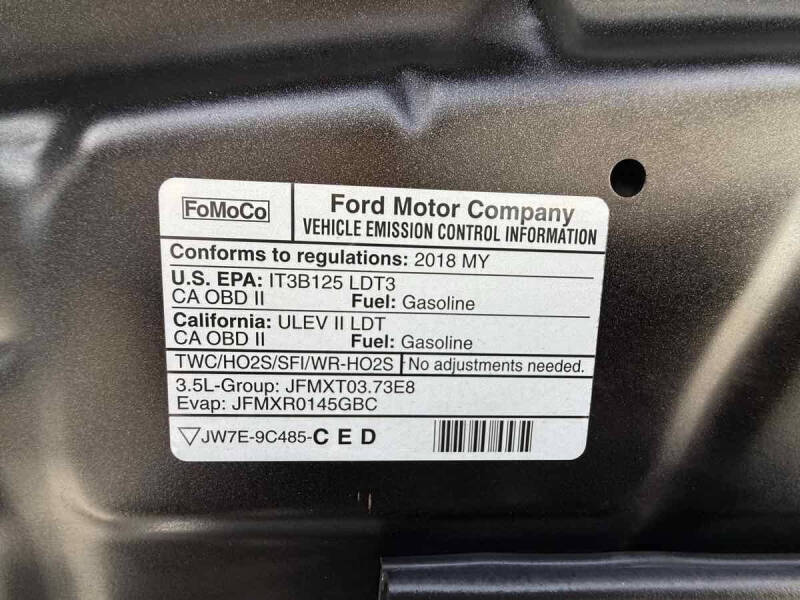 FoMoCo
Ford Motor Company
VEHICLE EMISSION CONTROL INFORMATION
Conforms to regulations: 2018 MY
U.S. EPA: IT3B125 LDT3
CA OBD II Fuel: Gasoline
California: ULEV II LDT
CA OBD II Fuel: Gasoline
TWC/HO2S/SFI/WR-HO2S No adjustments needed.
3.5L-Group: JFMXT03.73E8
Evap: JFMXR0145GBC
JW7E-9C485-CED